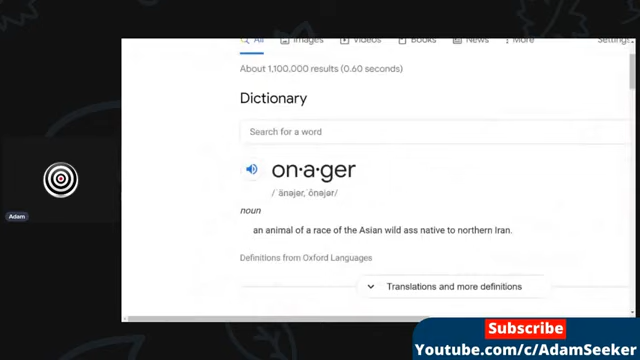 All Images Videos Books News More Settings
About 1,100,000 results (0.60 seconds)
Dictionary
Search for a word
on·a·ger
/ˈänəjər,ˈônəjər/
noun
an animal of a race of the Asian wild ass native to northern Iran.
Definitions from Oxford Languages
Translations and more definitions
Adam
Subscribe
Youtube.com/c/AdamSeeker